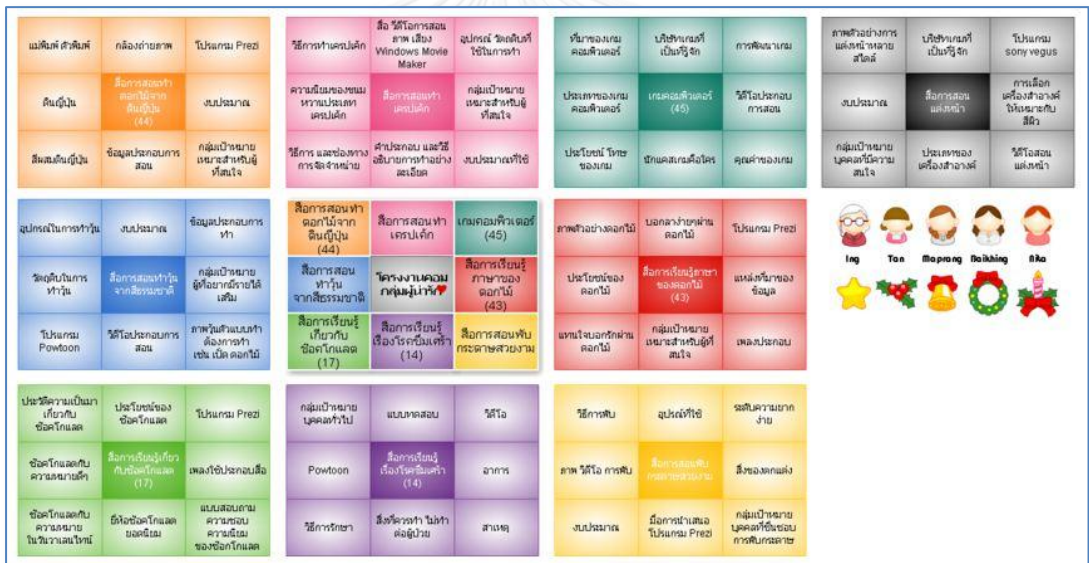 แม่พิมพ์ ตัวพิมพ์
กล้องถ่ายภาพ
โปรแกรม Prezi
ดินญี่ปุ่น
สื่อการสอนทำ
ดอกไม้จาก
ดินญี่ปุ่น
(44)
งบประมาณ
สีผสมดินญี่ปุ่น
ข้อมูลประกอบการ
สอน
กลุ่มเป้าหมาย
เหมาะสำหรับผู้
ที่สนใจ
วิธีการทำเครปเค้ก
สื่อ วีดีโอการสอน
ภาพ เสียง
Windows Movie
Maker
อุปกรณ์ วัตถุดิบที่
ใช้ในการทำ
ความนิยมของขนม
หวานประเภท
เครปเค้ก
สื่อการสอนทำ
เครปเค้ก
กลุ่มเป้าหมาย
เหมาะสำหรับผู้
ที่สนใจ
วิธีการ และช่องทาง
การจัดจำหน่าย
คำประกอบ และวิธี
อธิบายการทำอย่าง
ละเอียด
งบประมาณที่ใช้
ที่มาของเกม
คอมพิวเตอร์
บริษัทเกมที่
เป็นที่รู้จัก
การพัฒนาเกม
ประเภทของเกม
คอมพิวเตอร์
เกมคอมพิวเตอร์
(45)
วีดีโอประกอบ
การสอน
ประโยชน์ โทษ
ของเกม
นักแคสเกมคือใคร
คุณค่าของเกม
ภาพตัวอย่างการ
แต่งหน้าหลาย
สไตล์
บริษัทเกมที่
เป็นที่รู้จัก
โปรแกรม
sony vegus
งบประมาณ
สื่อการสอน
แต่งหน้า
การเลือก
เครื่องสำอางค์
ให้เหมาะกับ
สีผิว
กลุ่มเป้าหมาย
บุคคลที่มีความ
สนใจ
ประเภทของ
เครื่องสำอางค์
วีดีโอสอน
แต่งหน้า
อุปกรณ์ในการทำวุ้น
งบประมาณ
ข้อมูลประกอบการ
ทำ
วัตถุดิบในการ
ทำวุ้น
สื่อการสอนทำวุ้น
จากสีธรรมชาติ
กลุ่มเป้าหมาย
ผู้ที่อยากมีรายได้
เสริม
โปรแกรม
Powtoon
วีดีโอประกอบการ
สอน
ภาพวุ้นตัวแบบทำ
ต้องการทำ
เช่น เป็ด ดอกไม้
สื่อการสอนทำ
ดอกไม้จาก
ดินญี่ปุ่น
(44)
สื่อการสอนทำ
เครปเค้ก
เกมคอมพิวเตอร์
(45)
สื่อการสอน
ทำวุ้น
จากสีธรรมชาติ
โครงงานคอม
กลุ่มผู้น่ารัก
สื่อการเรียนรู้
ภาษาของ
ดอกไม้
(43)
สื่อการเรียนรู้
เกี่ยวกับ
ช็อคโกแลต
(17)
สื่อการเรียนรู้
เรื่องโรคซึมเศร้า
(14)
สื่อการสอนพับ
กระดาษสวยงาม
ภาพตัวอย่างดอกไม้
บอกลาง่ายๆผ่าน
ดอกไม้
โปรแกรม Prezi
ประโยชน์ของ
ดอกไม้
สื่อการเรียนรู้ภาษา
ของดอกไม้
(43)
แหล่งที่มาของ
ข้อมูล
แทนใจบอกรักผ่าน
ดอกไม้
กลุ่มเป้าหมาย
เหมาะสำหรับผู้ที่
สนใจ
เพลงประกอบ
Ing
Tan
Maprang
Baikhing
Nika
ประวัติความเป็นมา
เกี่ยวกับ
ช็อคโกแลต
ประโยชน์ของ
ช็อคโกแลต
โปรแกรม Prezi
ช็อคโกแลตกับ
ความหมายดีๆ
สื่อการเรียนรู้เกี่ยว
กับช็อคโกแลต
(17)
เพลงใช้ประกอบสื่อ
ช็อคโกแลตกับ
ความหมาย
ในวันวาเลนไทน์
ยี่ห้อช็อคโกแลต
ยอดนิยม
แบบสอบถาม
ความชอบ
ความนิยม
ของช็อกโกแลต
กลุ่มเป้าหมาย
บุคคลทั่วไป
แบบทดสอบ
วีดีโอ
Powtoon
สื่อการเรียนรู้
เรื่องโรคซึมเศร้า
(14)
อาการ
วิธีการรักษา
สิ่งที่ควรทำ ไม่ทำ
ต่อผู้ป่วย
สาเหตุ
วิธีการพับ
อุปรณ์ที่ใช้
ระดับความยาก
ง่าย
ภาพ วีดีโอ การพับ
สื่อการสอนพับ
กระดาษสวยงาม
สิ่งของตกแต่ง
งบประมาณ
มีการนำเสนอ
โปรแกรม Prezi
กลุ่มเป้าหมาย
บุคคลที่ชื่นชอบ
การพับกระดาษ